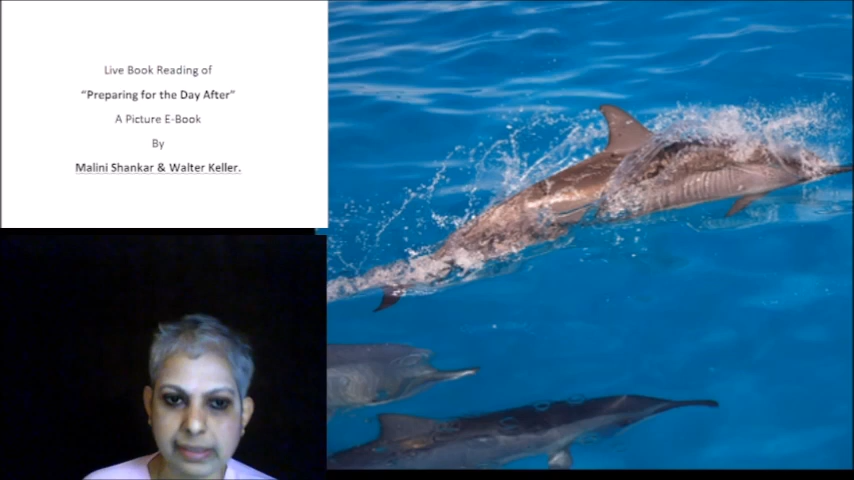 Live Book Reading of
“Preparing for the Day After”
A Picture E-Book
By
Malini Shankar & Walter Keller.